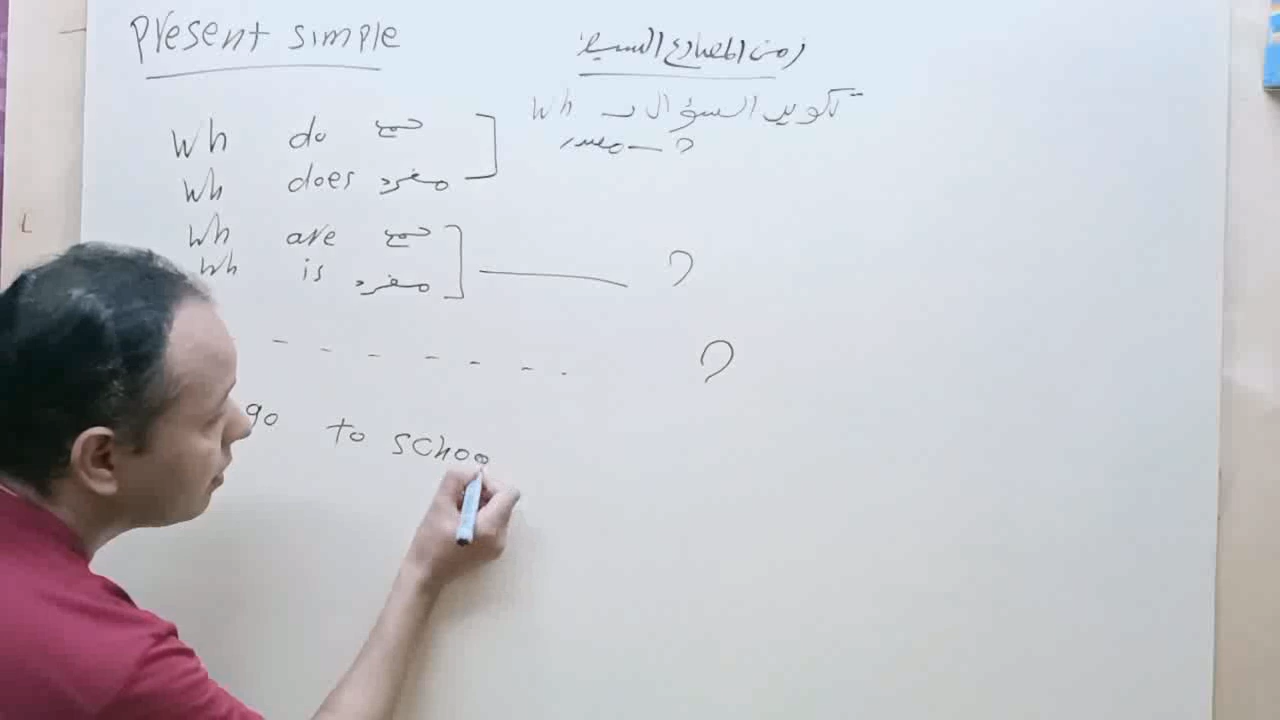 Present simple
زمن المضارع البسيط
تكوين السؤال بـ Wh
Wh do جمع
مصدر ?
Wh does مفرد
Wh are جمع
Wh is مفرد ?
- - - - - - - ?
go to schoo